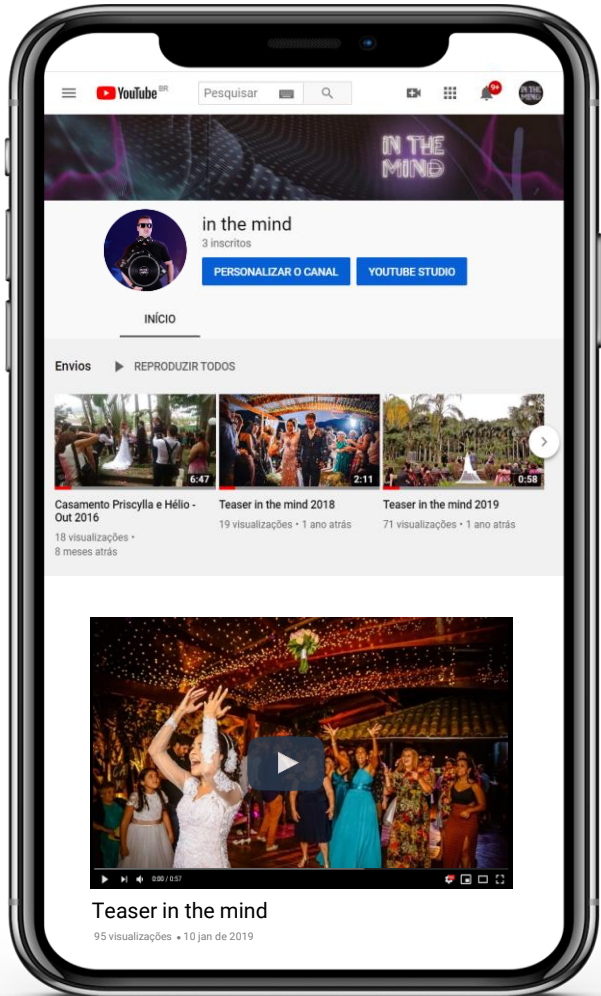 YouTube BR
Pesquisar
9+
IN THE
MIND
IN THE
MIND
in the mind
3 inscritos
PERSONALIZAR O CANAL
YOUTUBE STUDIO
INÍCIO
Envios
REPRODUZIR TODOS
6:47
2:11
0:58
Casamento Priscylla e Hélio -
Out 2016
18 visualizações •
8 meses atrás
Teaser in the mind 2018
19 visualizações • 1 ano atrás
Teaser in the mind 2019
71 visualizações • 1 ano atrás
0:00 / 0:57
Teaser in the mind
95 visualizações • 10 jan de 2019